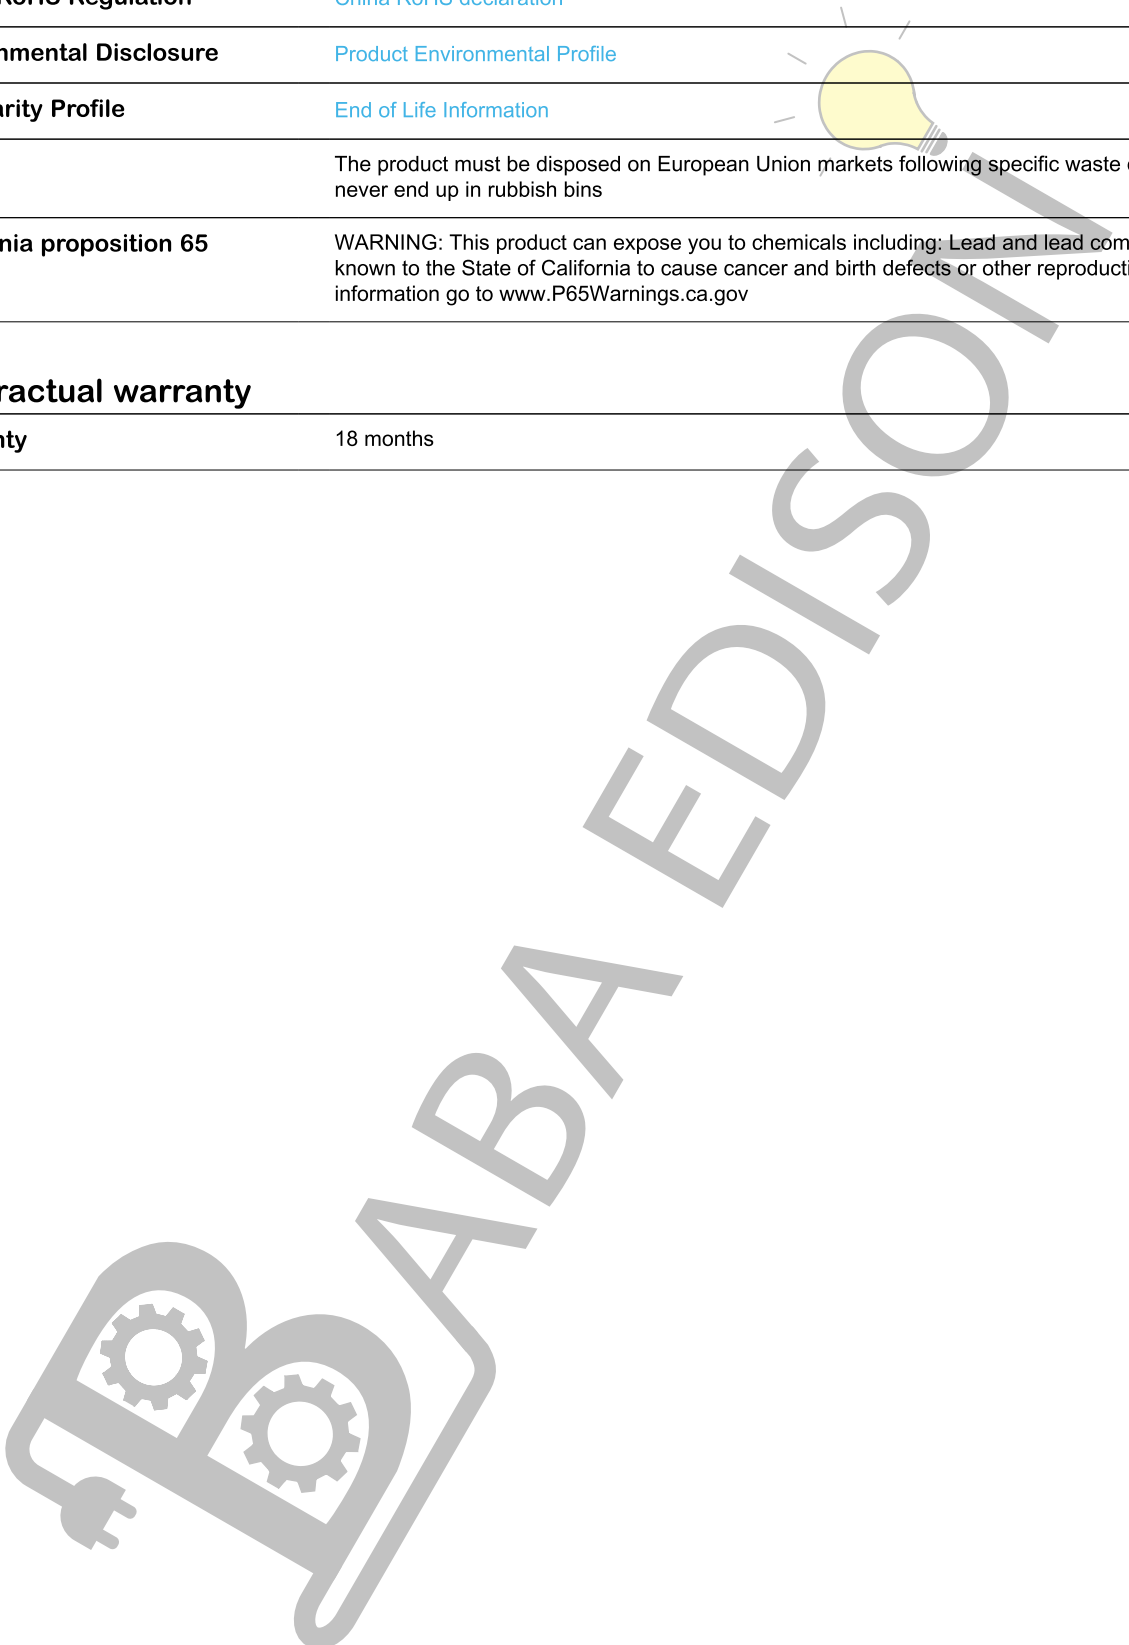 RoHS Regulation China RoHS declaration
nmental Disclosure Product Environmental Profile
arity Profile End of Life Information
The product must be disposed on European Union markets following specific waste
never end up in rubbish bins
nia proposition 65 WARNING: This product can expose you to chemicals including: Lead and lead com
known to the State of California to cause cancer and birth defects or other reproducti
information go to www.P65Warnings.ca.gov
ractual warranty
nty 18 months
BABA EDISON